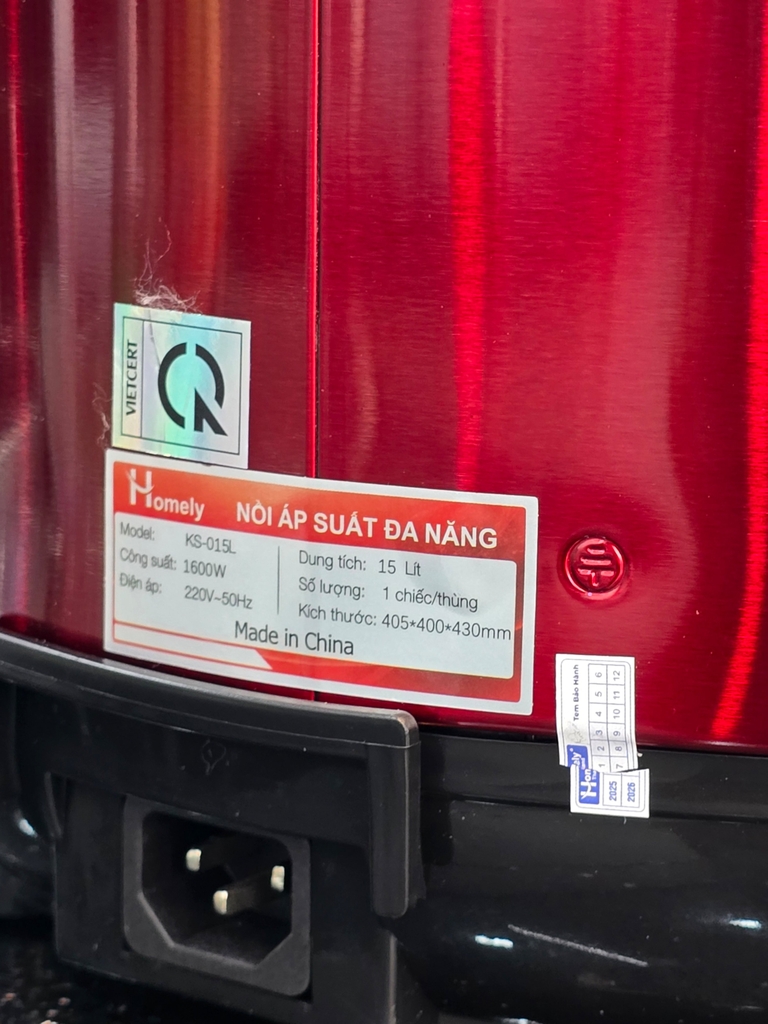 VIETCERT
Homely NỒI ÁP SUẤT ĐA NĂNG
Model: KS-015L
Công suất: 1600W
Điện áp: 220V~50Hz
Dung tích: 15 Lít
Số lượng: 1 chiếc/thùng
Kích thước: 405*400*430mm
Made in China
Tem Bảo Hành
1 2 3 4 5 6
7 8 9 10 11 12
Homely
2025
2026